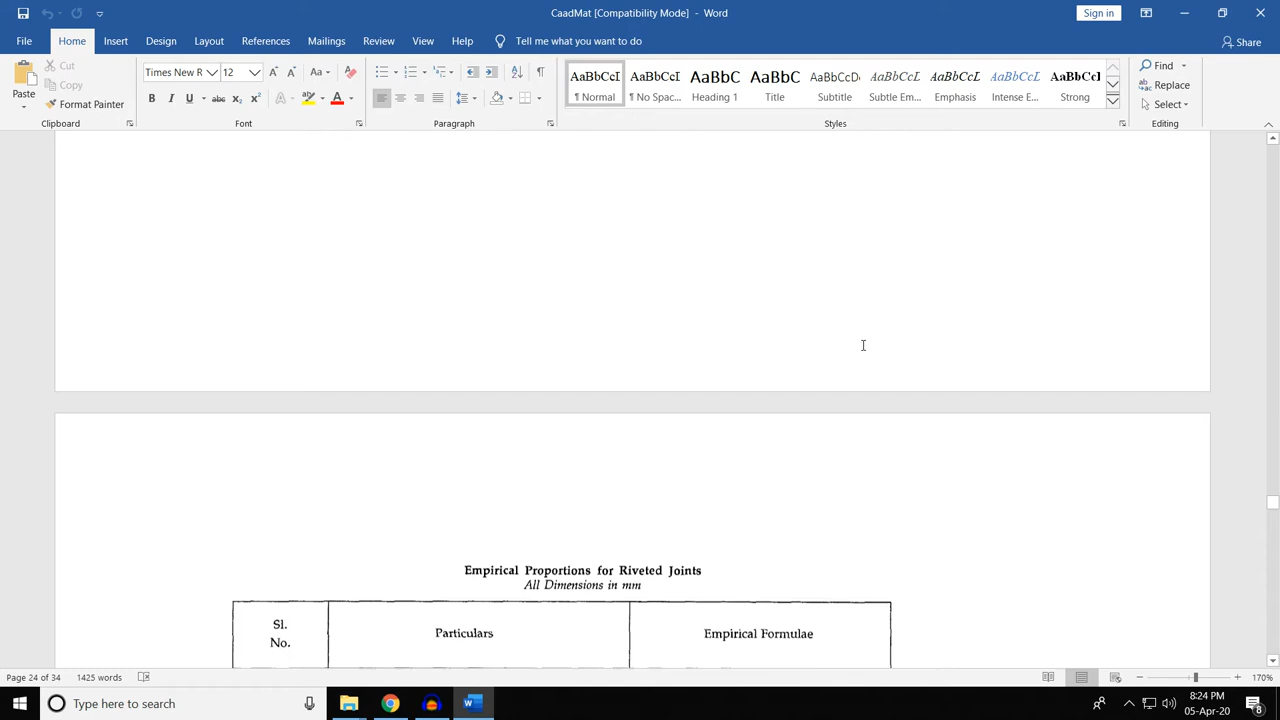 CaadMat [Compatibility Mode] - Word
Sign in
File Home Insert Design Layout References Mailings Review View Help Tell me what you want to do
Share
Paste
Cut
Copy
Format Painter
Clipboard
Times New R 12
Font
Paragraph
AaBbCcI AaBbCcI AaBbC AaBbC AaBbCcD AaBbCcL AaBbCcL AaBbCcL AaBbCcI
¶ Normal ¶ No Spac... Heading 1 Title Subtitle Subtle Em... Emphasis Intense E... Strong
Styles
Find
Replace
Select
Editing
Empirical Proportions for Riveted Joints
All Dimensions in mm
Sl.
No.
Particulars
Empirical Formulae
Page 24 of 34 1425 words
170%
Type here to search
8:24 PM
05-Apr-20
8